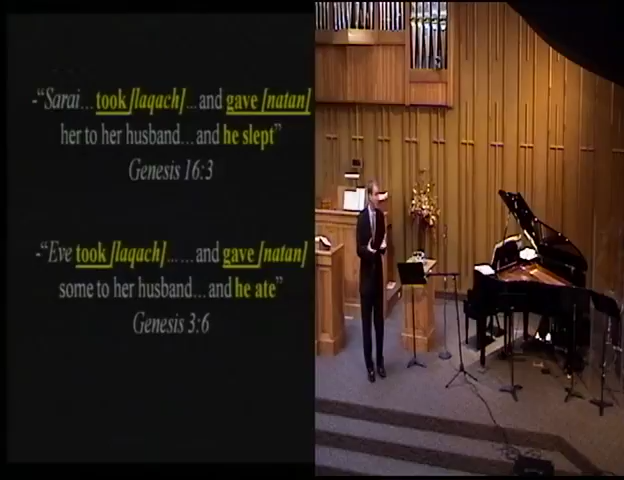 -“Sarai... took [laqach]...and gave [natan]
her to her husband...and he slept”
Genesis 16:3
-“Eve took [laqach]......and gave [natan]
some to her husband...and he ate”
Genesis 3:6